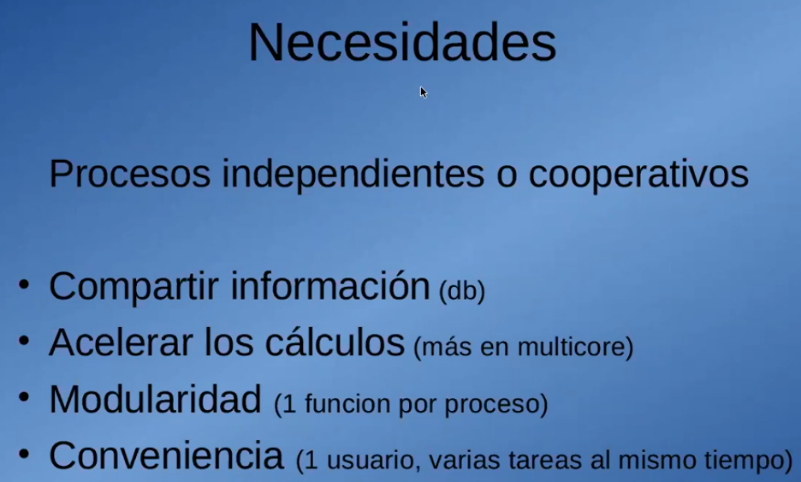 Necesidades
Procesos independientes o cooperativos
• Compartir información (db)
• Acelerar los cálculos (más en multicore)
• Modularidad (1 funcion por proceso)
• Conveniencia (1 usuario, varias tareas al mismo tiempo)